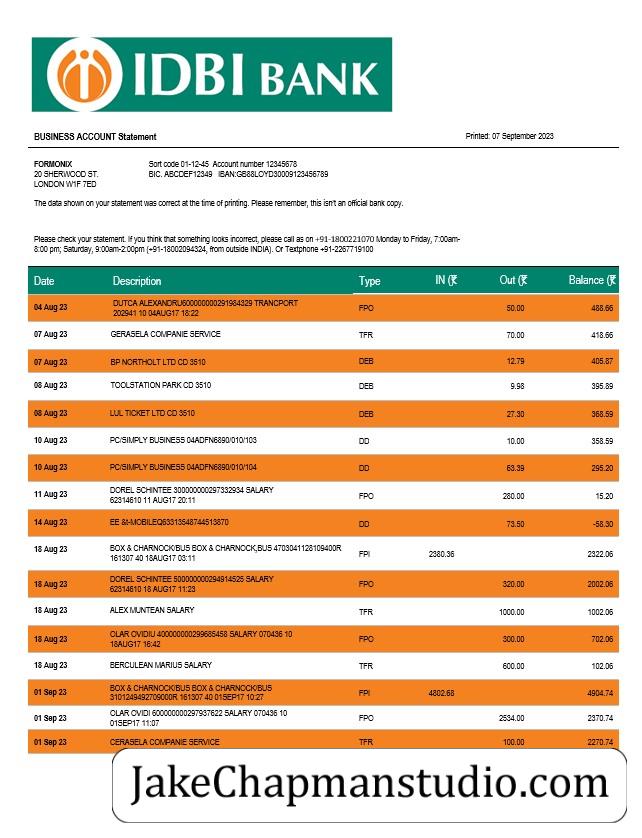 IDBI BANK
BUSINESS ACCOUNT Statement Printed: 07 September 2023
FORMONIX Sort code 01-12-45 Account number 12345678
20 SHERWOOD ST. BIC. ABCDEF12349 IBAN:GB88LOYD30009123456789
LONDON W1F 7ED
The data shown on your statement was correct at the time of printing. Please remember, this isn't an official bank copy.
Please check your statement. If you think that something looks incorrect, please call as on +91-1800221070 Monday to Friday, 7:00am-
8:00 pm; Saturday, 9:00am-2:00pm (+91-18002094324, from outside INDIA). Or Textphone +91-2267719100
Date Description Type IN (₹ Out (₹ Balance (₹
04 Aug 23 DUTCA ALEXANDRU600000000291984329 TRANCPORT FPO 50.00 488.66
202941 10 04AUG17 18:22
07 Aug 23 GERASELA COMPANIE SERVICE TFR 70.00 418.66
07 Aug 23 BP NORTHOLT LTD CD 3510 DEB 12.79 405.87
08 Aug 23 TOOLSTATION PARK CD 3510 DEB 9.98 395.89
08 Aug 23 LUL TICKET LTD CD 3510 DEB 27.30 368.59
10 Aug 23 PC/SIMPLY BUSINESS 04ADFN6890/010/103 DD 10.00 358.59
10 Aug 23 PC/SIMPLY BUSINESS 04ADFN6890/010/104 DD 63.39 295.20
11 Aug 23 DOREL SCHINTEE 300000000297332934 SALARY FPO 280.00 15.20
62314610 11 AUG17 20:11
14 Aug 23 EE &t-MOBILEQ63313548744513870 DD 73.50 -58.30
18 Aug 23 BOX & CHARNOCK/BUS BOX & CHARNOCK,BUS 4703041128109400R FPI 2380.36 2322.06
161307 40 18AUG17 03:11
18 Aug 23 DOREL SCHINTEE 500000000294914525 SALARY FPO 320.00 2002.06
62314610 18 AUG17 11:23
18 Aug 23 ALEX MUNTEAN SALARY TFR 1000.00 1002.06
18 Aug 23 OLAR OVIDIU 400000000299685458 SALARY 070436 10 FPO 300.00 702.06
18AUG17 16:42
18 Aug 23 BERCULEAN MARIUS SALARY TFR 600.00 102.06
01 Sep 23 BOX & CHARNOCK/BUS BOX & CHARNOCK/BUS FPI 4802.68 4904.74
3101249492709000R 161307 40 01SEP17 10:27
01 Sep 23 OLAR OVIDI 600000000297937622 SALARY 070436 10 FPO 2534.00 2370.74
01SEP17 11:07
01 Sep 23 CERASELA COMPANIE SERVICE TFR 100.00 2270.74
JakeChapmanstudio.com